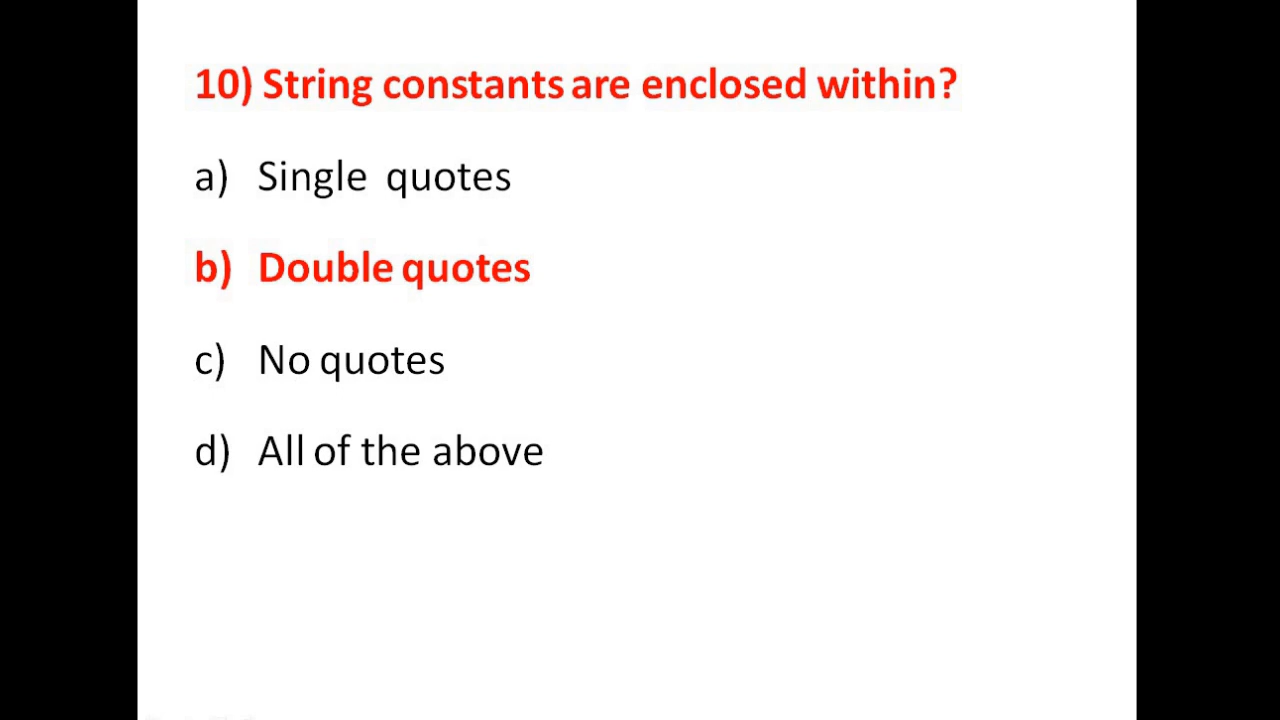 10) String constants are enclosed within?
a) Single quotes
b) Double quotes
c) No quotes
d) All of the above